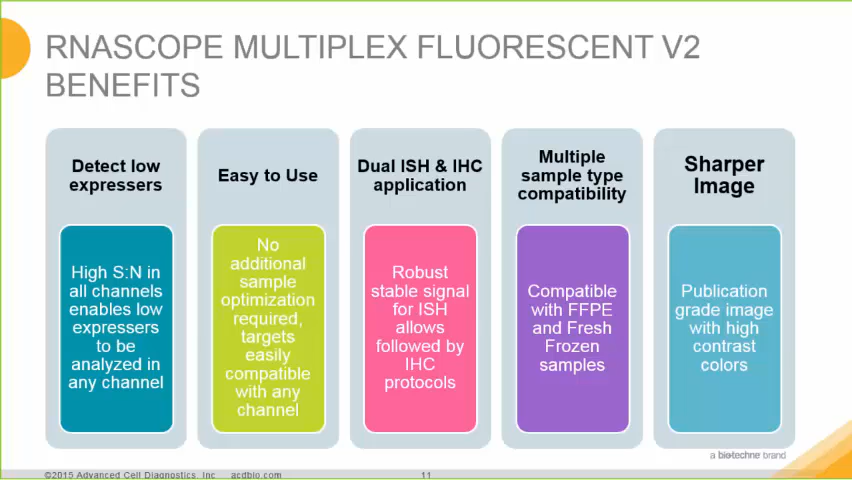 RNASCOPE MULTIPLEX FLUORESCENT V2
BENEFITS
Detect low
expressers
High S:N in
all channels
enables low
expressers
to be
analyzed in
any channel
Easy to Use
No
additional
sample
optimization
required,
targets
easily
compatible
with any
channel
Dual ISH & IHC
application
Robust
stable signal
for ISH
allows
followed by
IHC
protocols
Multiple
sample type
compatibility
Compatible
with FFPE
and Fresh
Frozen
samples
Sharper
Image
Publication
grade image
with high
contrast
colors
a biotechne brand
©2015 Advanced Cell Diagnostics, Inc acdbio.com
11